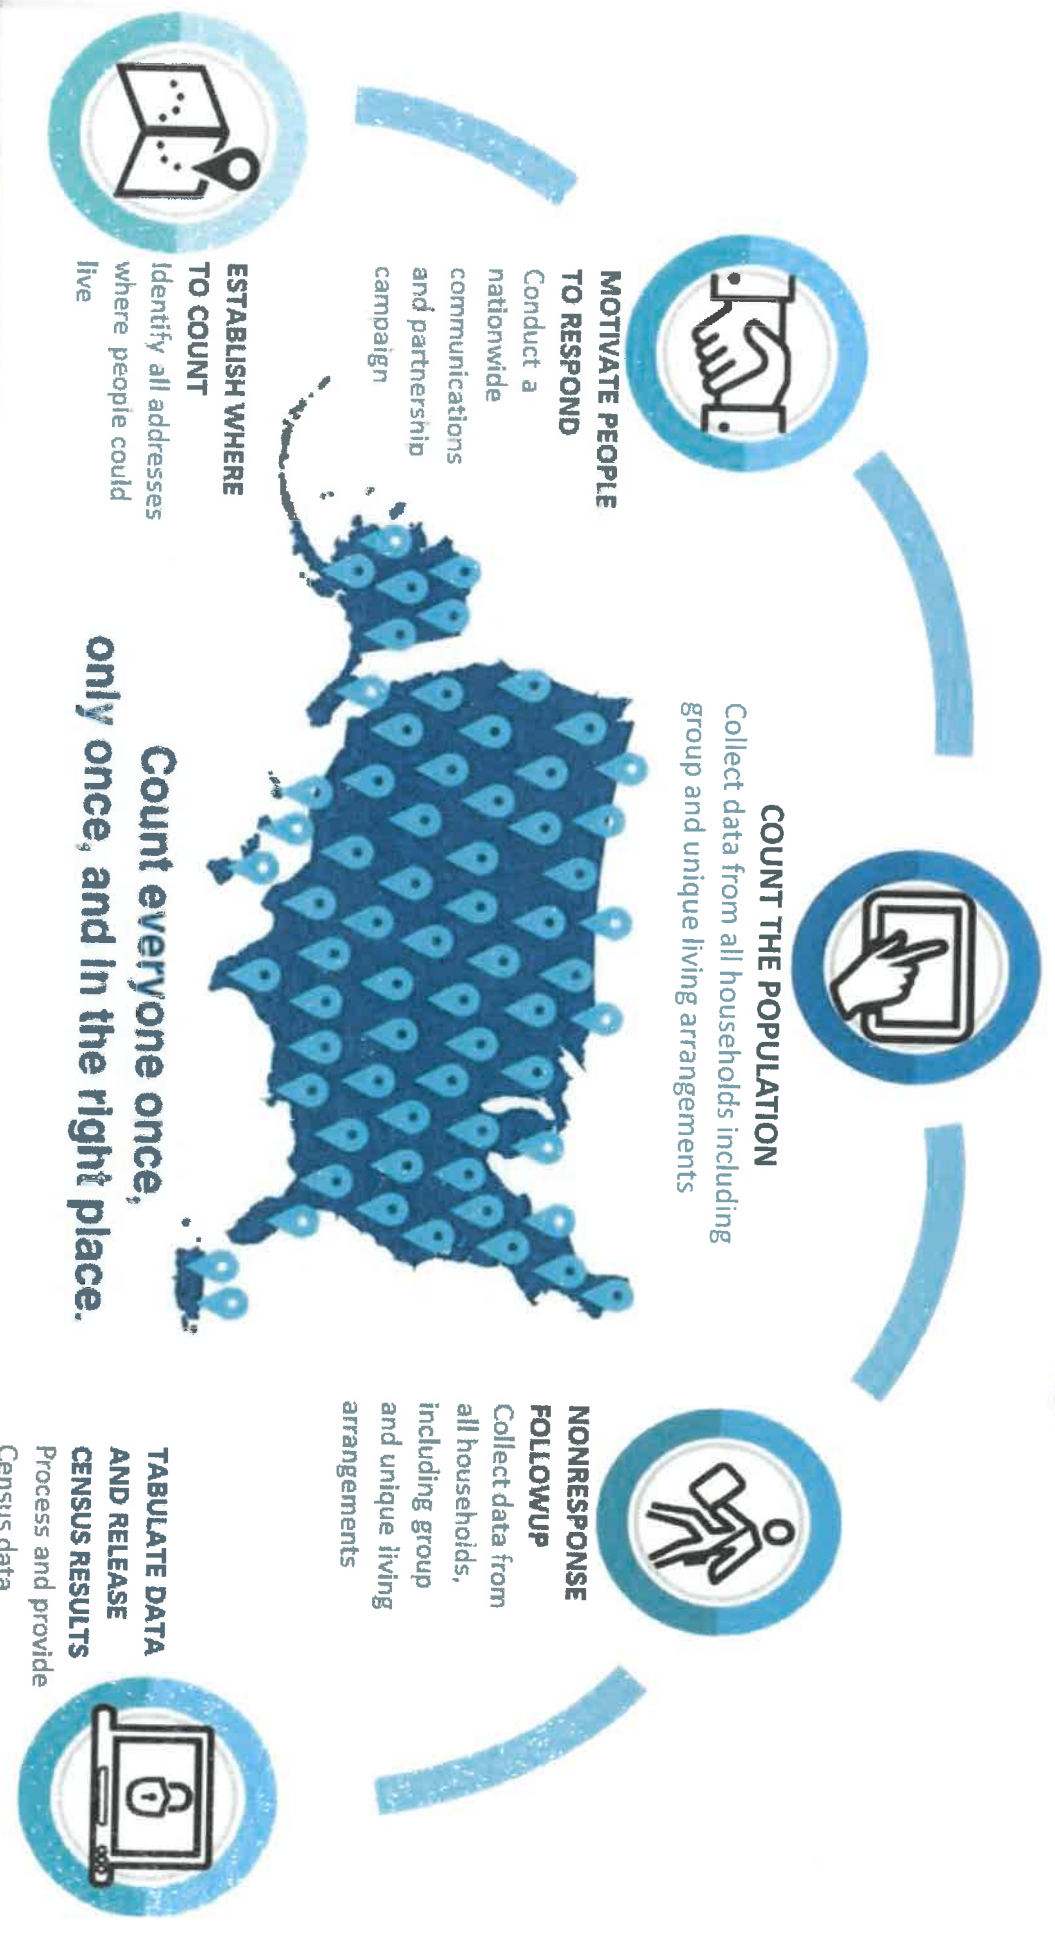 ESTABLISH WHERE
TO COUNT
Identify all addresses
where people could
live
MOTIVATE PEOPLE
TO RESPOND
Conduct a
nationwide
communications
and partnership
campaign
COUNT THE POPULATION
Collect data from all households including
group and unique living arrangements
NONRESPONSE
FOLLOWUP
Collect data from
all households,
including group
and unique living
arrangements
TABULATE DATA
AND RELEASE
CENSUS RESULTS
Process and provide
Census data
Count everyone once,
only once, and in the right place.